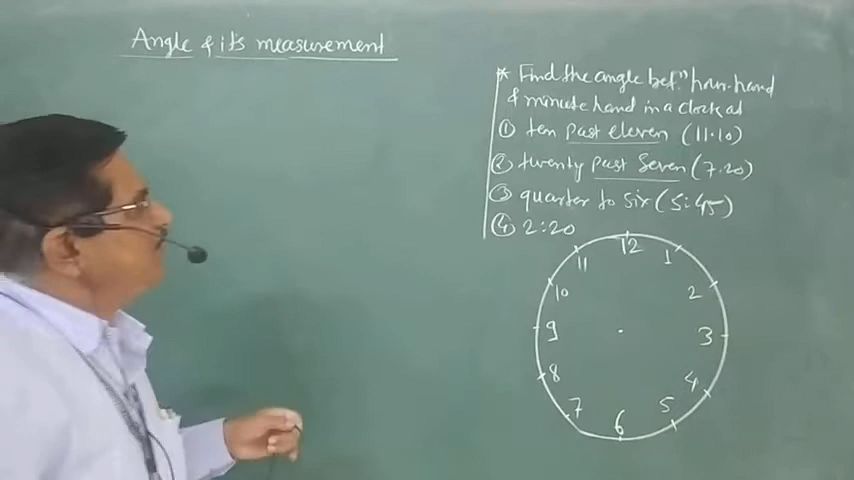 Angle & its measurement
* Find the angle betⁿ hour-hand
& minute hand in a clock at
① ten past eleven (11.10)
② twenty past seven (7.20)
③ quarter to six (5:45)
④ 2:20
12
11 1
10 2
9 3
8 4
7 5
6